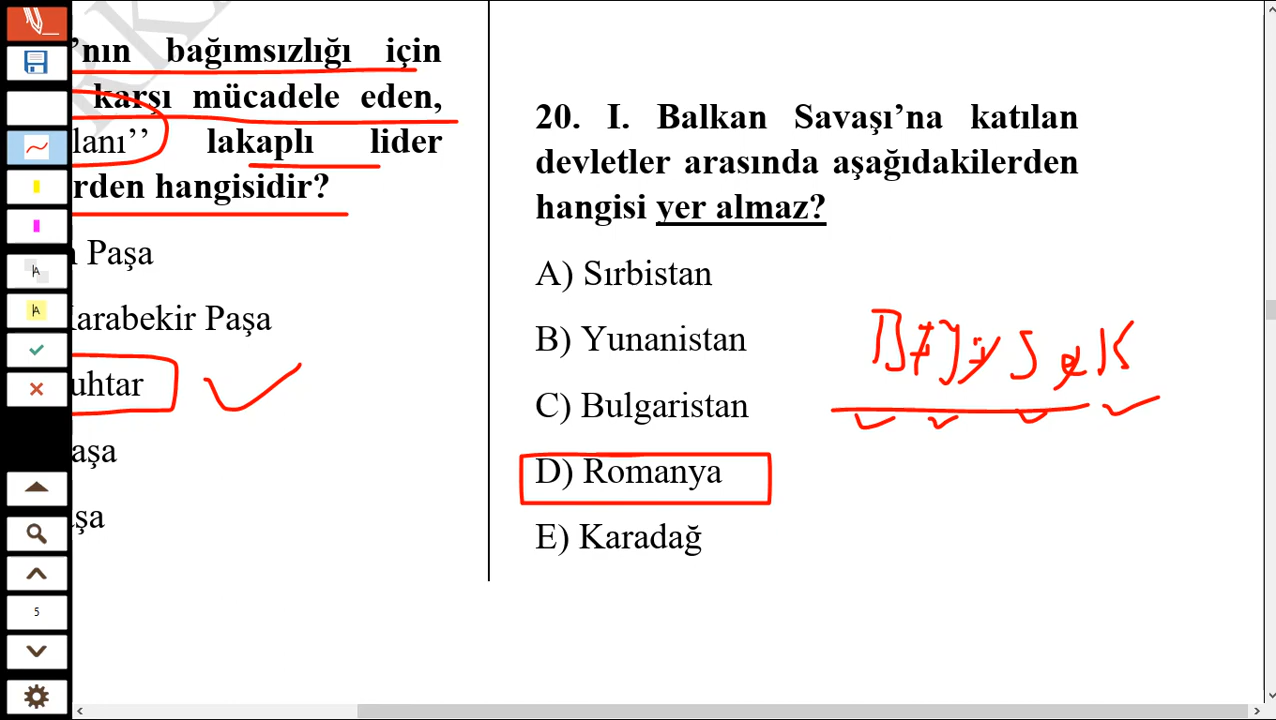 ’nın bağımsızlığı için
karşı mücadele eden,
lanı’’ lakaplı lider
rden hangisidir?
n Paşa
Karabekir Paşa
uhtar
aşa
aşa
20. I. Balkan Savaşı’na katılan
devletler arasında aşağıdakilerden
hangisi yer almaz?
A) Sırbistan
B) Yunanistan
C) Bulgaristan
D) Romanya
E) Karadağ
5